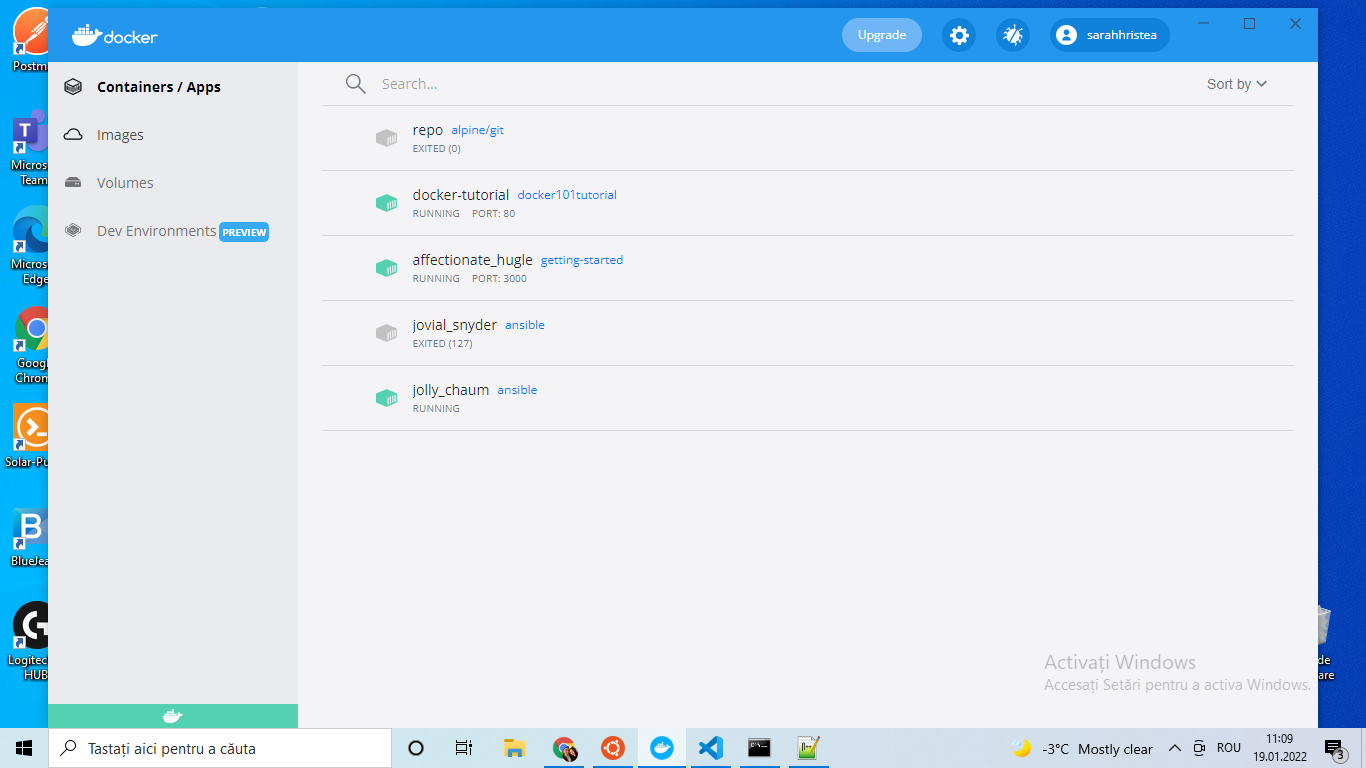 docker
Upgrade
sarahhristea
Containers / Apps
Images
Volumes
Dev Environments PREVIEW
Search...
Sort by
repo alpine/git
EXITED (0)
docker-tutorial docker101tutorial
RUNNING PORT: 80
affectionate_hugle getting-started
RUNNING PORT: 3000
jovial_snyder ansible
EXITED (127)
jolly_chaum ansible
RUNNING
Postm
Micros
Team
Micros
Edge
Goog
Chrom
Solar-Pu
BlueJea
Logitec
HUB
de
are
Activați Windows
Accesați Setări pentru a activa Windows.
Tastați aici pentru a căuta
-3°C Mostly clear
ROU
11:09
19.01.2022
3